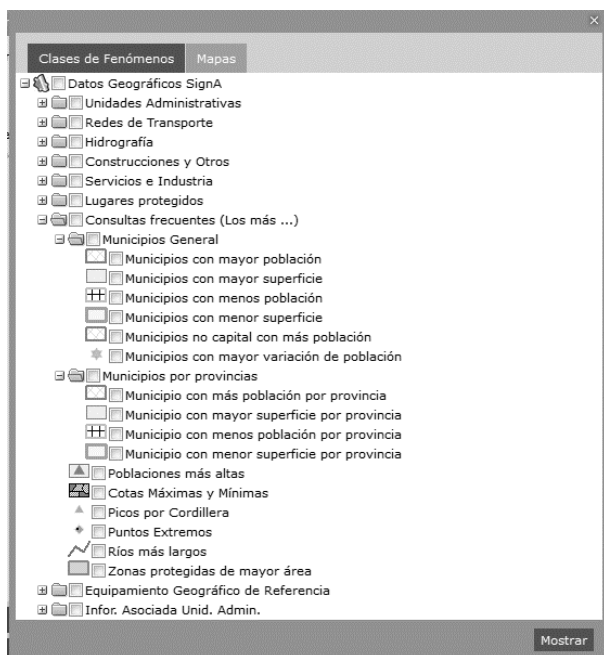 Clases de Fenómenos
Mapas
Datos Geográficos SignA
Unidades Administrativas
Redes de Transporte
Hidrografía
Construcciones y Otros
Servicios e Industria
Lugares protegidos
Consultas frecuentes (Los más ...)
Municipios General
Municipios con mayor población
Municipios con mayor superficie
Municipios con menos población
Municipios con menor superficie
Municipios no capital con más población
Municipios con mayor variación de población
Municipios por provincias
Municipio con más población por provincia
Municipio con mayor superficie por provincia
Municipio con menos población por provincia
Municipio con menor superficie por provincia
Poblaciones más altas
Cotas Máximas y Mínimas
Picos por Cordillera
Puntos Extremos
Ríos más largos
Zonas protegidas de mayor área
Equipamiento Geográfico de Referencia
Infor. Asociada Unid. Admin.
Mostrar